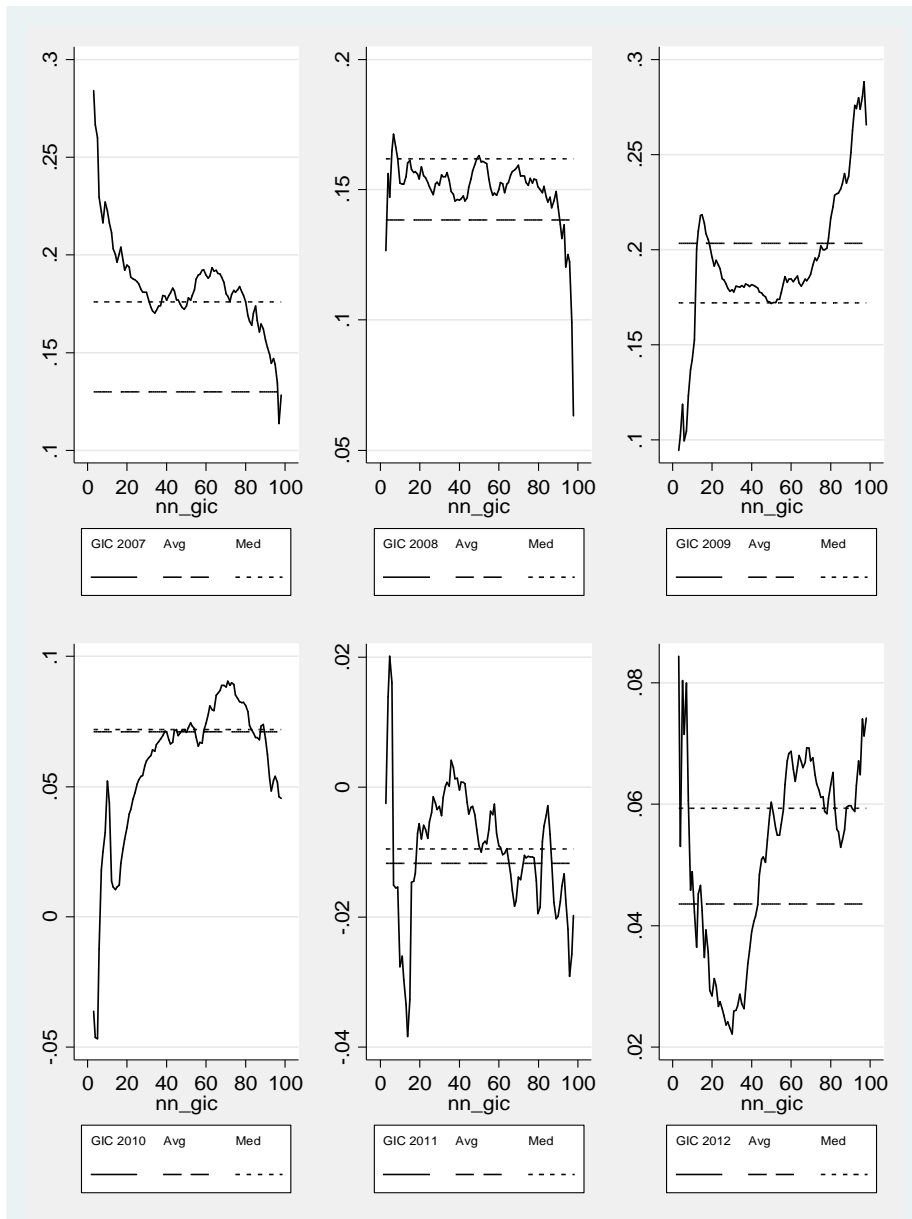 .3
.25
.2
.15
.1
0 20 40 60 80 100
nn_gic
GIC 2007 Avg Med
.2
.15
.1
.05
0 20 40 60 80 100
nn_gic
GIC 2008 Avg Med
.3
.25
.2
.15
.1
0 20 40 60 80 100
nn_gic
GIC 2009 Avg Med
.1
.05
0
-.05
0 20 40 60 80 100
nn_gic
GIC 2010 Avg Med
.02
0
-.02
-.04
0 20 40 60 80 100
nn_gic
GIC 2011 Avg Med
.08
.06
.04
.02
0 20 40 60 80 100
nn_gic
GIC 2012 Avg Med